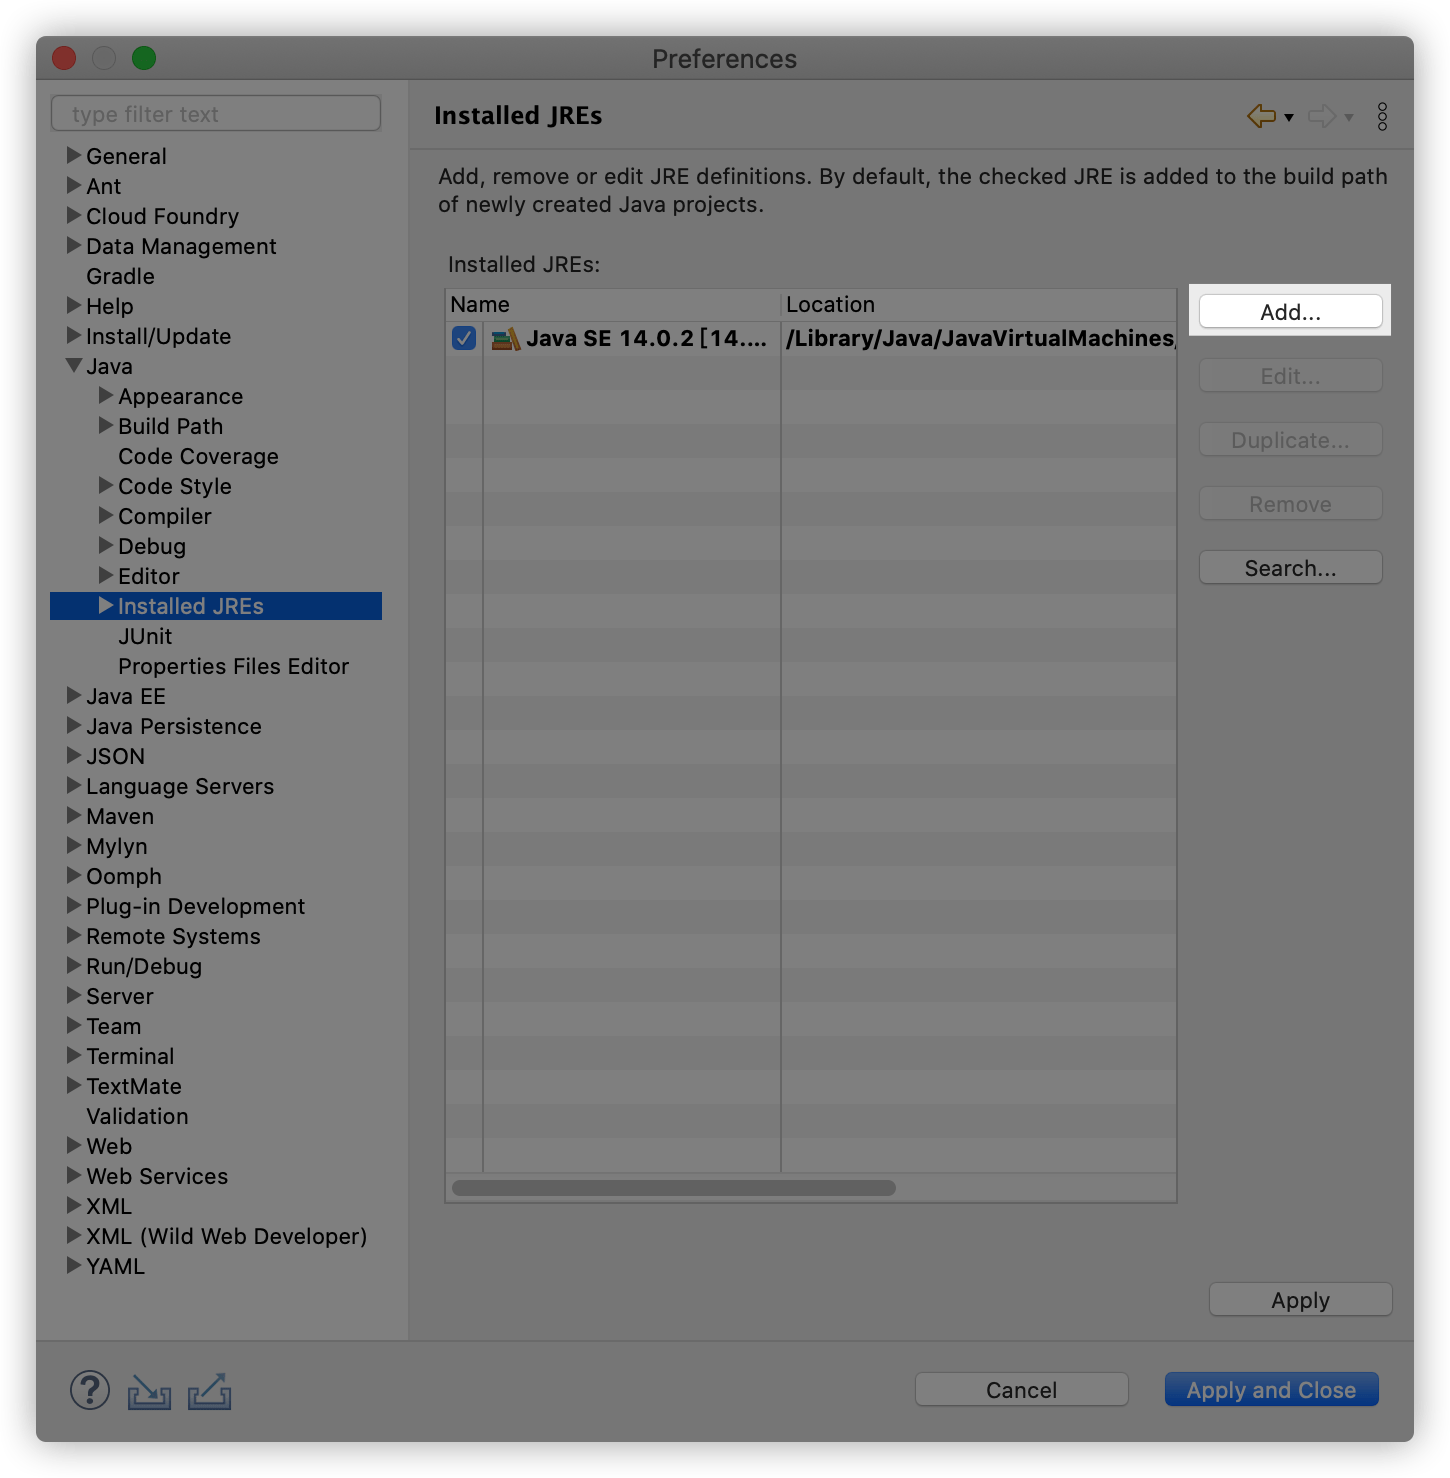 Preferences
type filter text
General
Ant
Cloud Foundry
Data Management
Gradle
Help
Install/Update
Java
Appearance
Build Path
Code Coverage
Code Style
Compiler
Debug
Editor
Installed JREs
JUnit
Properties Files Editor
Java EE
Java Persistence
JSON
Language Servers
Maven
Mylyn
Oomph
Plug-in Development
Remote Systems
Run/Debug
Server
Team
Terminal
TextMate
Validation
Web
Web Services
XML
XML (Wild Web Developer)
YAML
Installed JREs
Add, remove or edit JRE definitions. By default, the checked JRE is added to the build path
of newly created Java projects.
Installed JREs:
Name Location
Java SE 14.0.2 [14.... /Library/Java/JavaVirtualMachines/
Add...
Edit...
Duplicate...
Remove
Search...
Apply
? Cancel Apply and Close